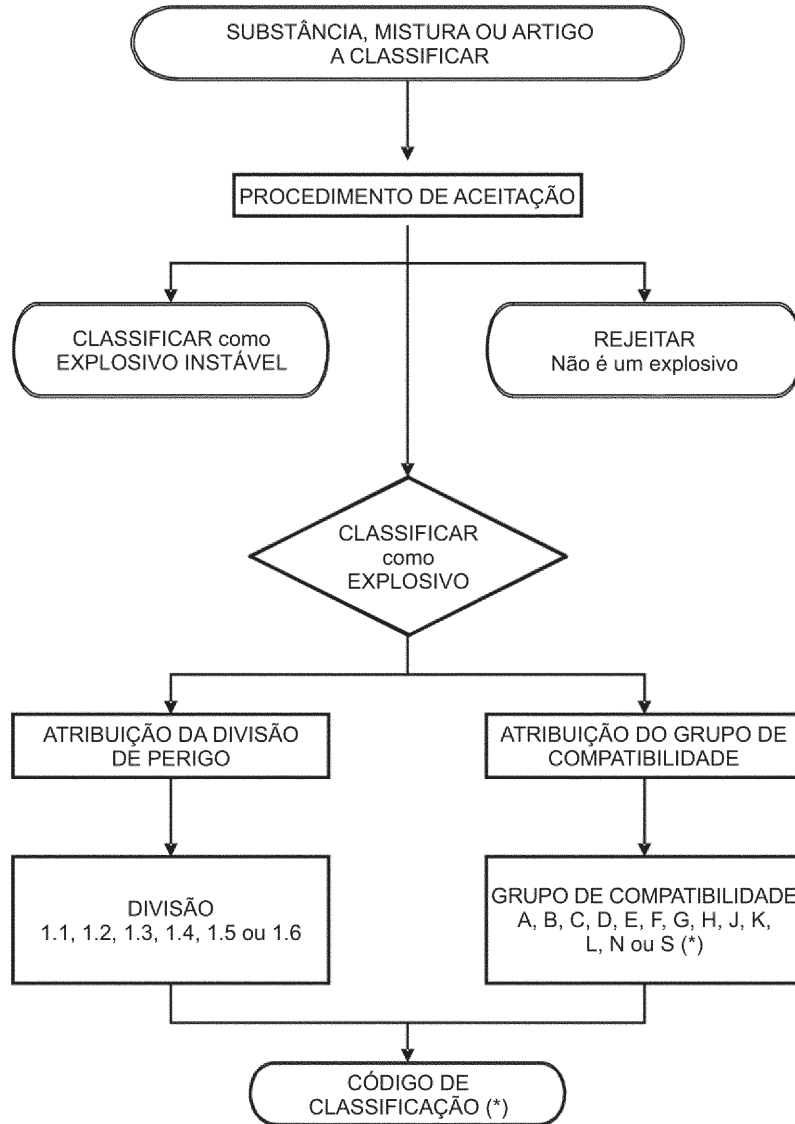 SUBSTÂNCIA, MISTURA OU ARTIGO
A CLASSIFICAR
PROCEDIMENTO DE ACEITAÇÃO
CLASSIFICAR como
EXPLOSIVO INSTÁVEL
REJEITAR
Não é um explosivo
CLASSIFICAR
como
EXPLOSIVO
ATRIBUIÇÃO DA DIVISÃO
DE PERIGO
ATRIBUIÇÃO DO GRUPO DE
COMPATIBILIDADE
DIVISÃO
1.1, 1.2, 1.3, 1.4, 1.5 ou 1.6
GRUPO DE COMPATIBILIDADE
A, B, C, D, E, F, G, H, J, K,
L, N ou S (*)
CÓDIGO DE
CLASSIFICAÇÃO (*)